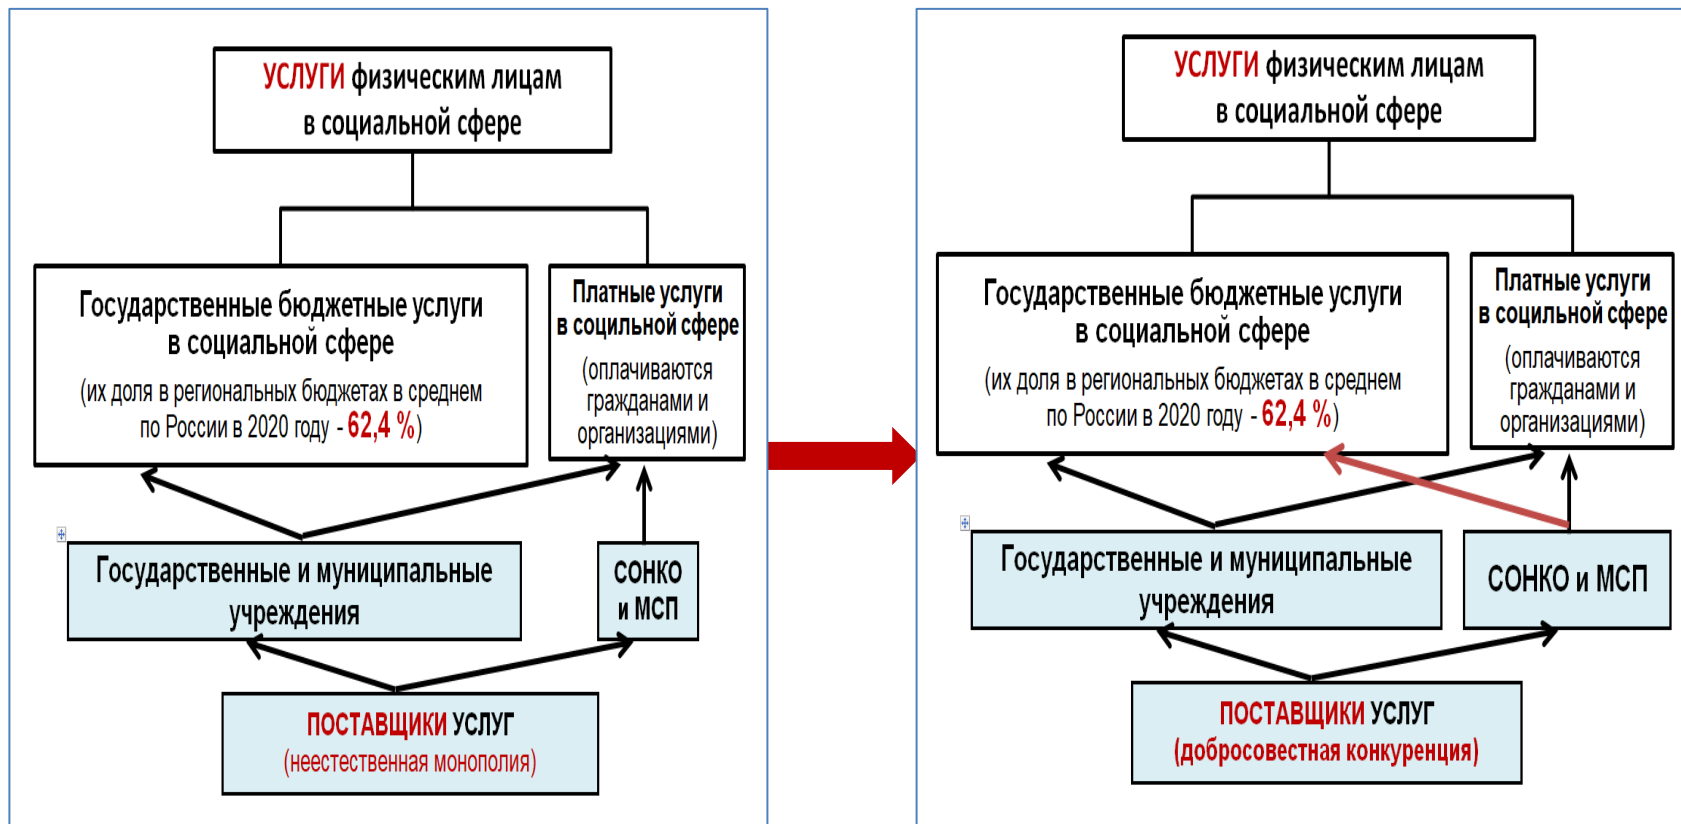 УСЛУГИ физическим лицам
в социальной сфере
Государственные бюджетные услуги
в социальной сфере
(их доля в региональных бюджетах в среднем
по России в 2020 году - 62,4 %)
Платные услуги
в социльной сфере
(оплачиваются
гражданами и
организациями)
Государственные и муниципальные
учреждения
СОНКО
и МСП
ПОСТАВЩИКИ УСЛУГ
(неестественная монополия)
УСЛУГИ физическим лицам
в социальной сфере
Государственные бюджетные услуги
в социальной сфере
(их доля в региональных бюджетах в среднем
по России в 2020 году - 62,4 %)
Платные услуги
в социльной сфере
(оплачиваются
гражданами и
организациями)
Государственные и муниципальные
учреждения
СОНКО и МСП
ПОСТАВЩИКИ УСЛУГ
(добросовестная конкуренция)